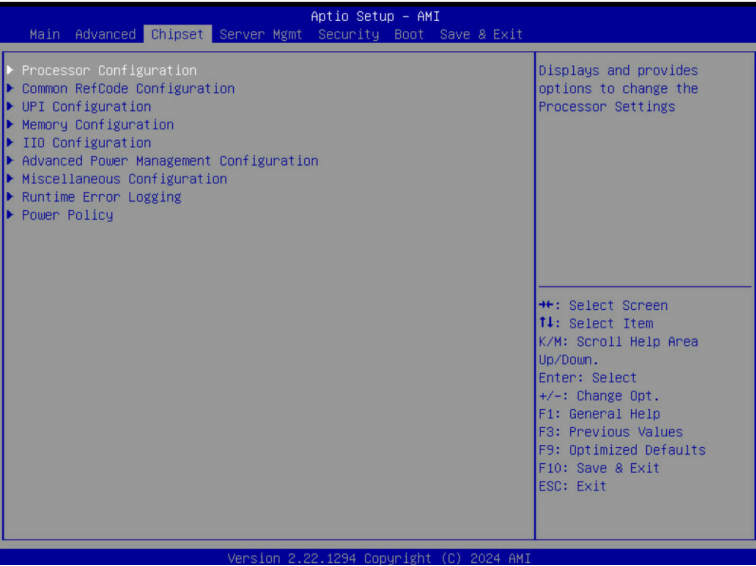 Aptio Setup – AMI
Main Advanced Chipset Server Mgmt Security Boot Save & Exit
Processor Configuration
Common RefCode Configuration
UPI Configuration
Memory Configuration
IIO Configuration
Advanced Power Management Configuration
Miscellaneous Configuration
Runtime Error Logging
Power Policy
Displays and provides
options to change the
Processor Settings
→←: Select Screen
↑↓: Select Item
K/M: Scroll Help Area
Up/Down.
Enter: Select
+/-: Change Opt.
F1: General Help
F3: Previous Values
F9: Optimized Defaults
F10: Save & Exit
ESC: Exit
Version 2.22.1294 Copyright (C) 2024 AMI